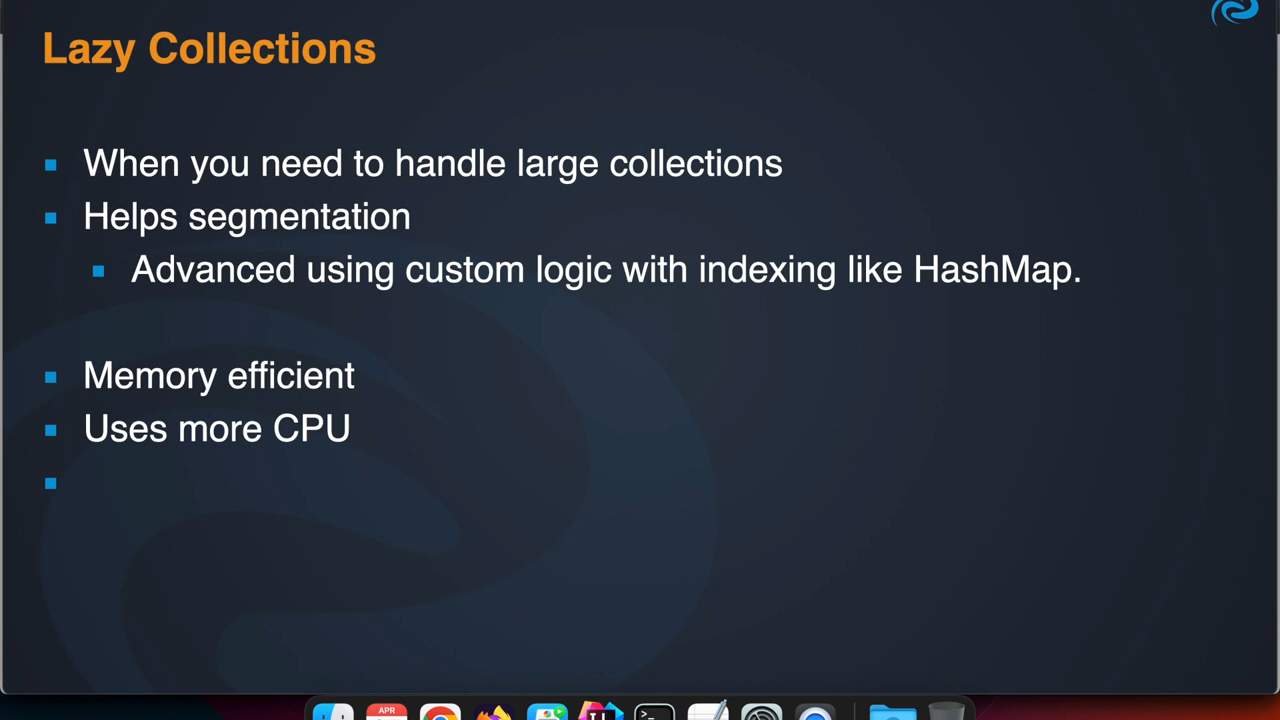 Lazy Collections
When you need to handle large collections
Helps segmentation
Advanced using custom logic with indexing like HashMap.
Memory efficient
Uses more CPU
APR